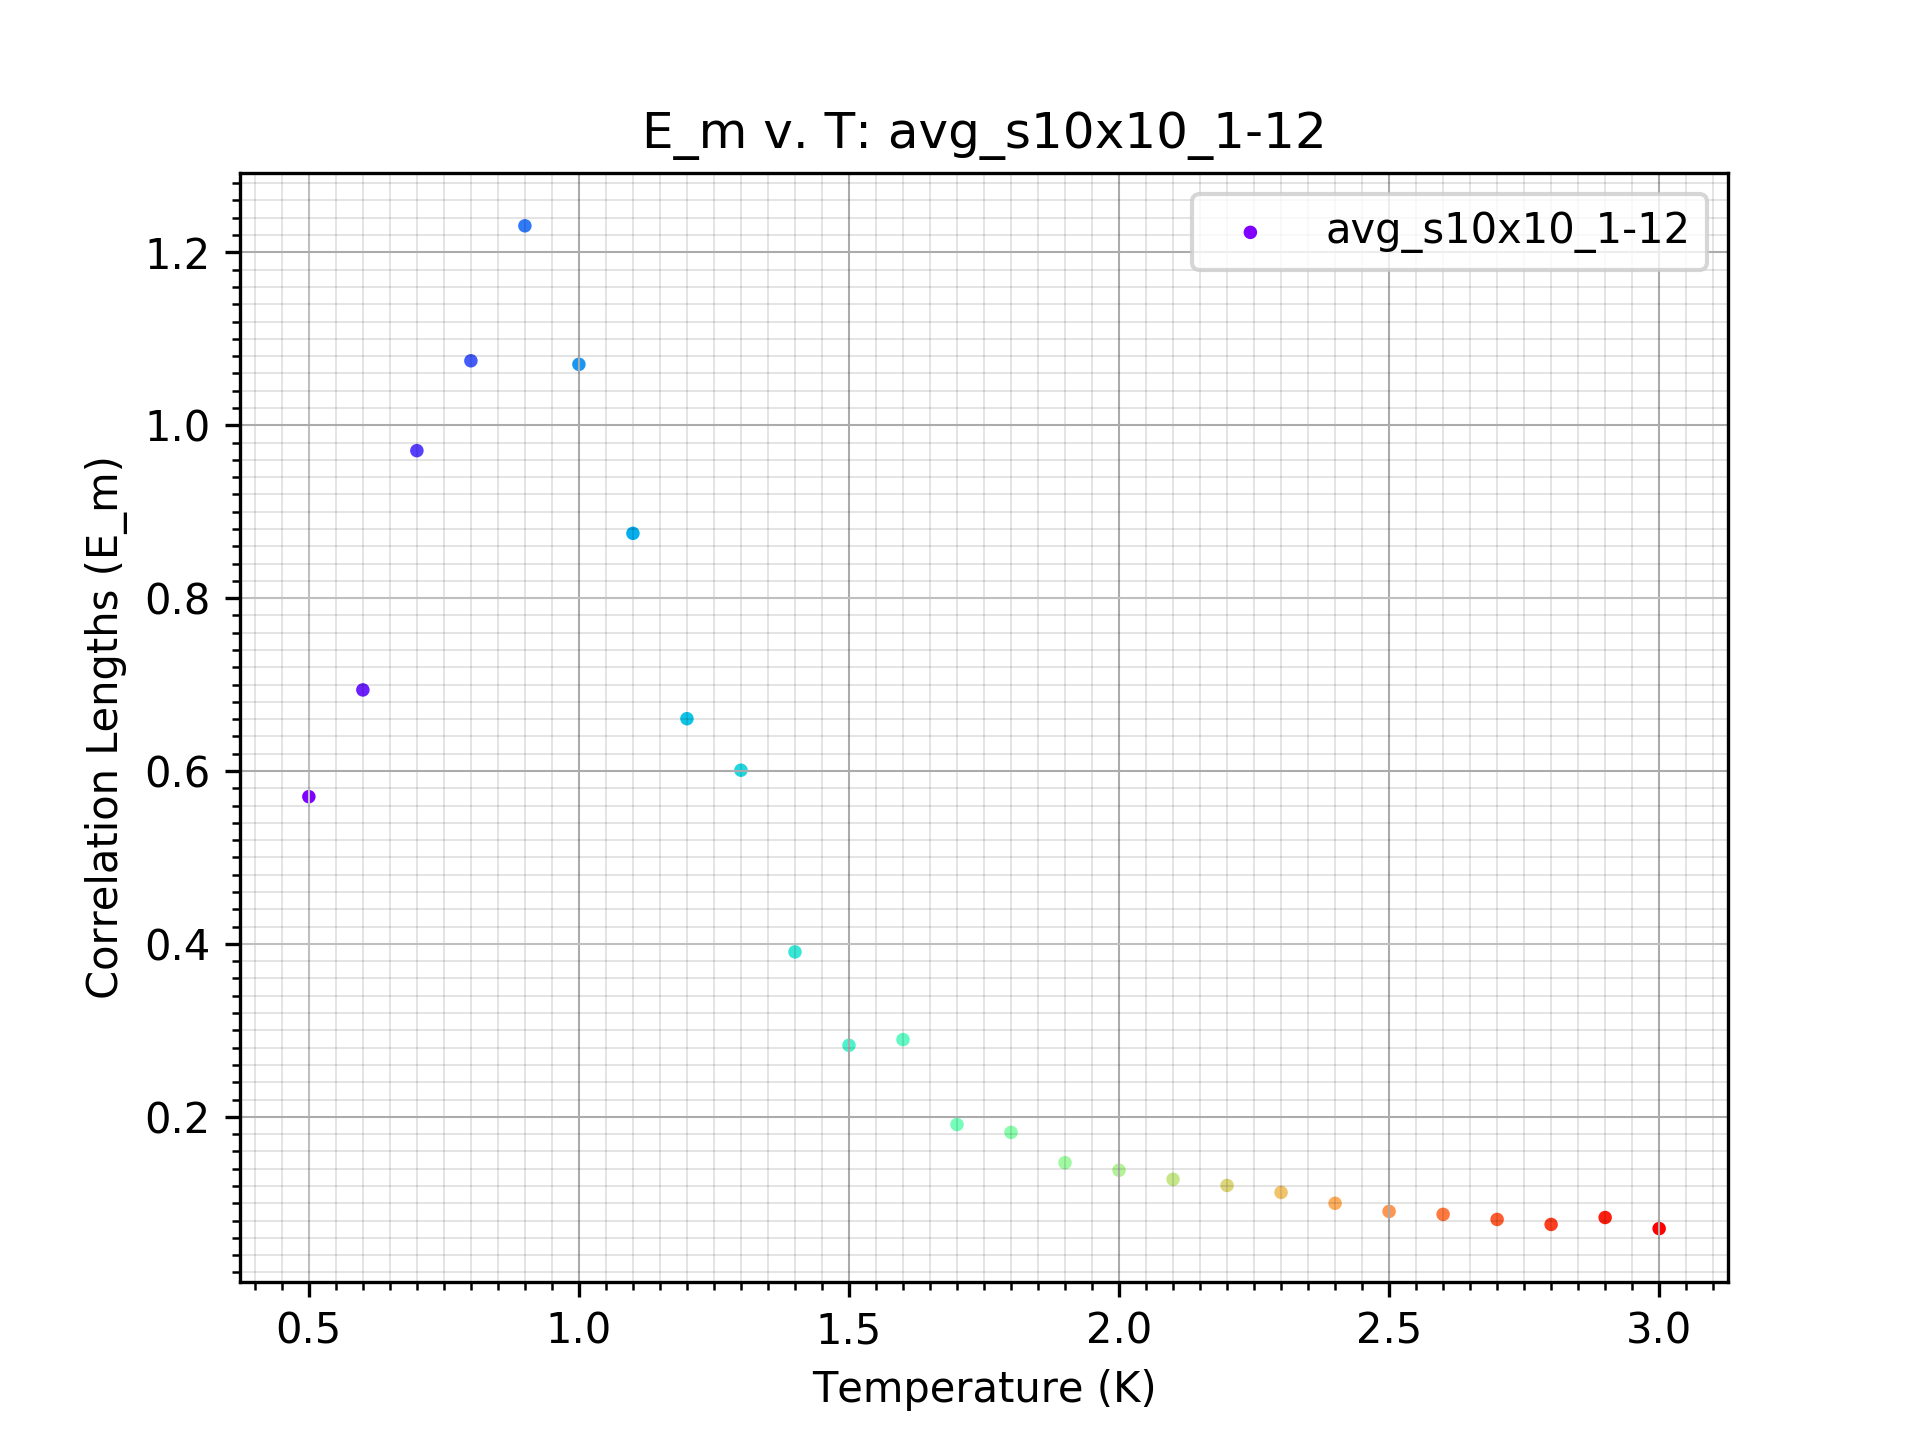 E_m v. T: avg_s10x10_1-12
avg_s10x10_1-12
1.2
1.0
0.8
0.6
0.4
0.2
Correlation Lengths (E_m)
0.5 1.0 1.5 2.0 2.5 3.0
Temperature (K)